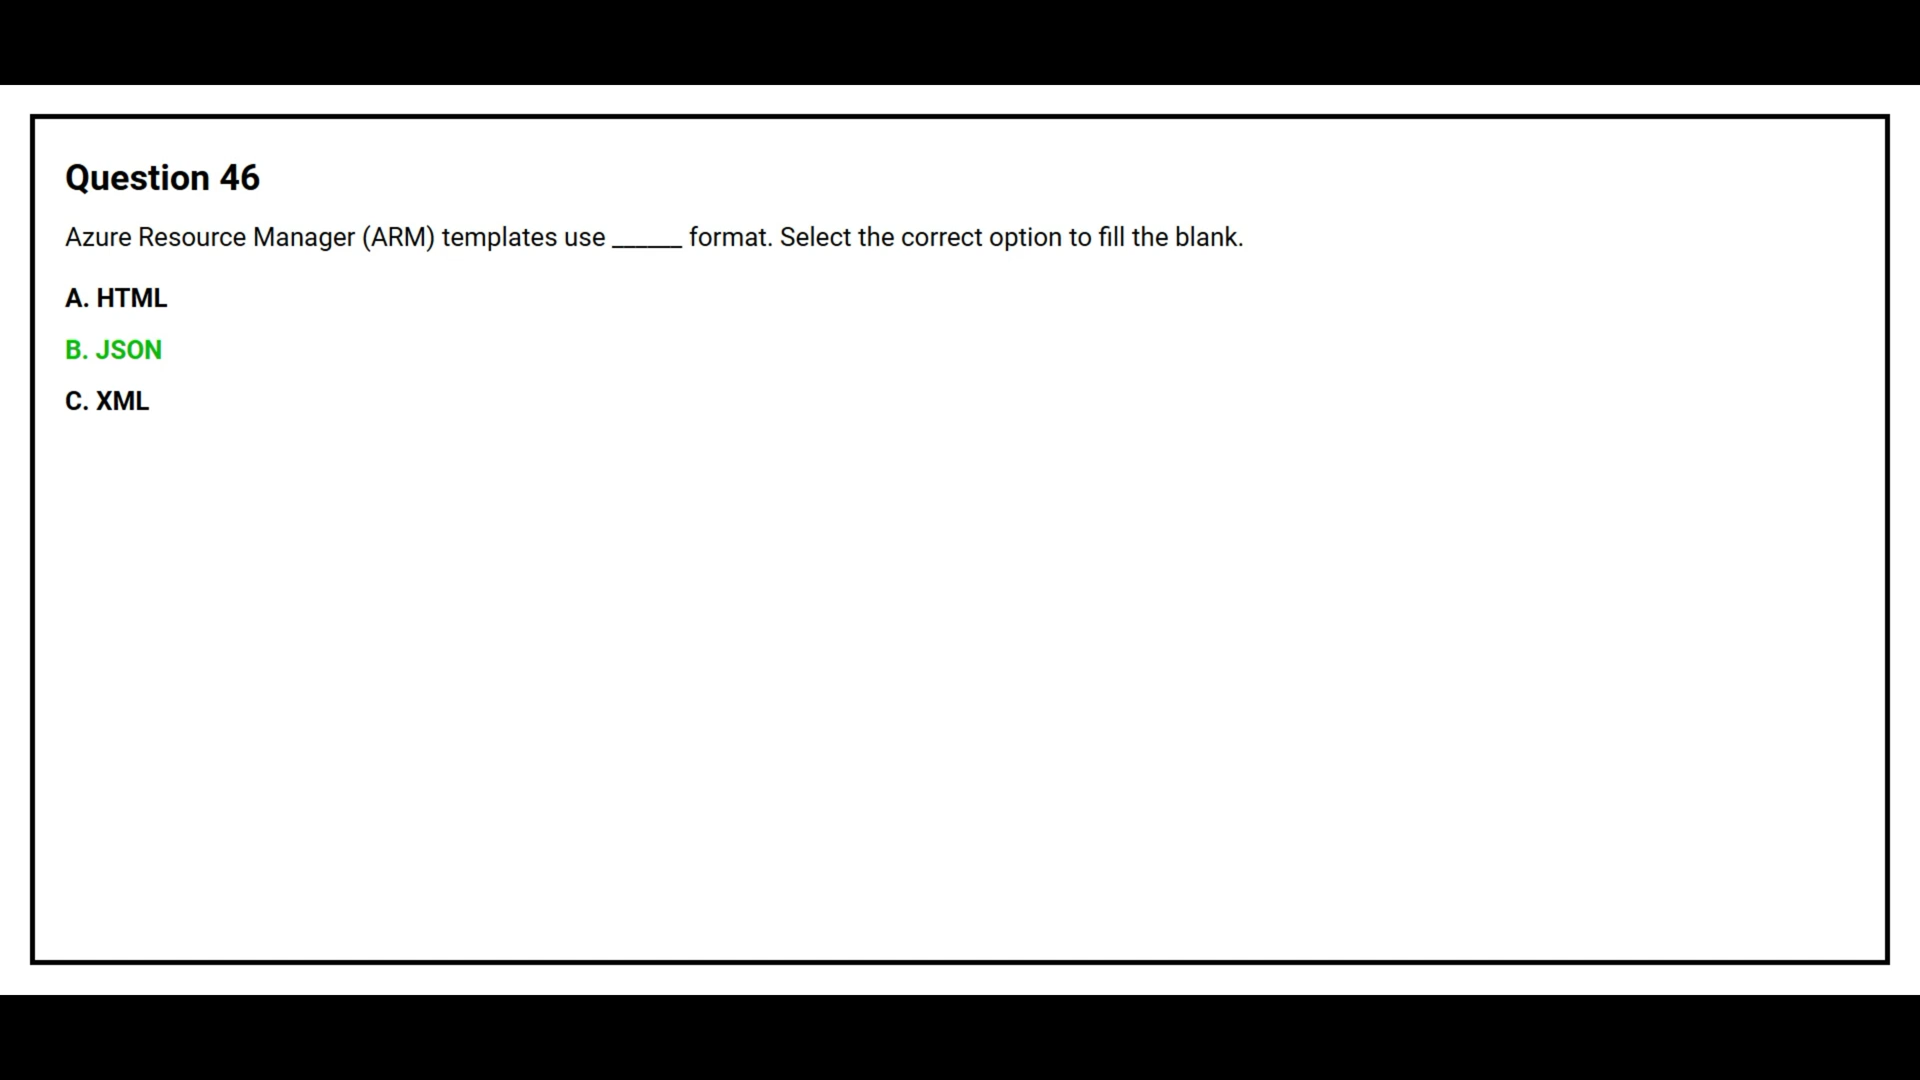 Question 46
Azure Resource Manager (ARM) templates use ______ format. Select the correct option to fill the blank.
A. HTML
B. JSON
C. XML